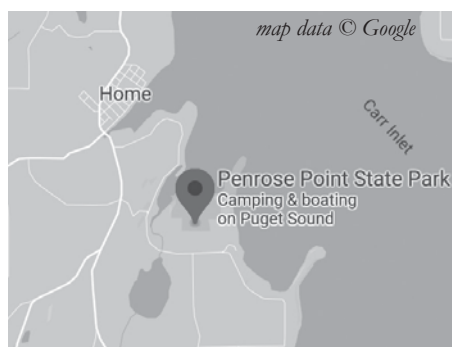 map data © Google
Home
Carr Inlet
Penrose Point State Park
Camping & boating
on Puget Sound